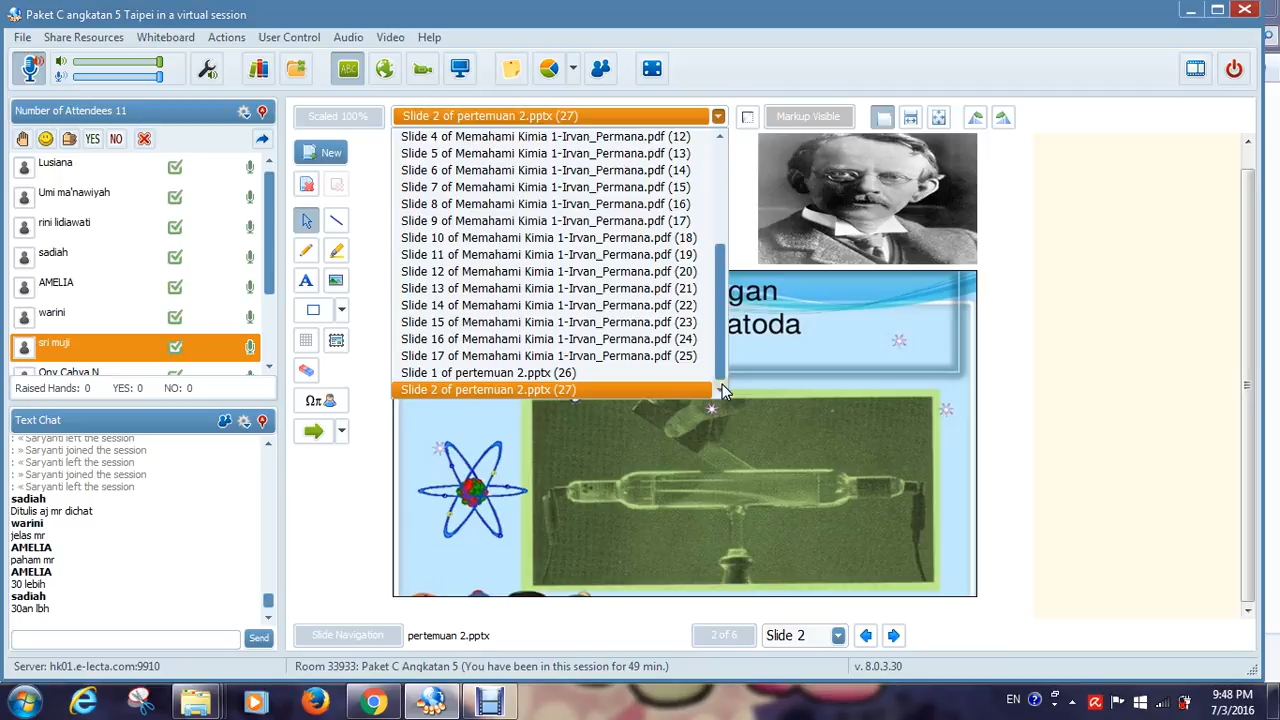 Paket C angkatan 5 Taipei in a virtual session
File Share Resources Whiteboard Actions User Control Audio Video Help
ABC
Number of Attendees 11
YES NO
Lusiana
Umi ma'nawiyah
rini lidiawati
sadiah
AMELIA
warini
sri muji
Ony Cahya N
Raised Hands: 0 YES: 0 NO: 0
Text Chat
: « Saryanti left the session
: » Saryanti joined the session
: « Saryanti left the session
: » Saryanti joined the session
: « Saryanti left the session
sadiah
Ditulis aj mr dichat
warini
jelas mr
AMELIA
paham mr
AMELIA
30 lebih
sadiah
30an lbh
Send
Scaled 100%
Slide 2 of pertemuan 2.pptx (27)
Markup Visible
New
A
Ωπ
Slide 4 of Memahami Kimia 1-Irvan_Permana.pdf (12)
Slide 5 of Memahami Kimia 1-Irvan_Permana.pdf (13)
Slide 6 of Memahami Kimia 1-Irvan_Permana.pdf (14)
Slide 7 of Memahami Kimia 1-Irvan_Permana.pdf (15)
Slide 8 of Memahami Kimia 1-Irvan_Permana.pdf (16)
Slide 9 of Memahami Kimia 1-Irvan_Permana.pdf (17)
Slide 10 of Memahami Kimia 1-Irvan_Permana.pdf (18)
Slide 11 of Memahami Kimia 1-Irvan_Permana.pdf (19)
Slide 12 of Memahami Kimia 1-Irvan_Permana.pdf (20)
Slide 13 of Memahami Kimia 1-Irvan_Permana.pdf (21)
Slide 14 of Memahami Kimia 1-Irvan_Permana.pdf (22)
Slide 15 of Memahami Kimia 1-Irvan_Permana.pdf (23)
Slide 16 of Memahami Kimia 1-Irvan_Permana.pdf (24)
Slide 17 of Memahami Kimia 1-Irvan_Permana.pdf (25)
Slide 1 of pertemuan 2.pptx (26)
Slide 2 of pertemuan 2.pptx (27)
gan
atoda
Slide Navigation pertemuan 2.pptx 2 of 6 Slide 2
Server: hk01.e-lecta.com:9910 Room 33933: Paket C Angkatan 5 (You have been in this session for 49 min.) v. 8.0.3.30
EN
9:48 PM
7/3/2016